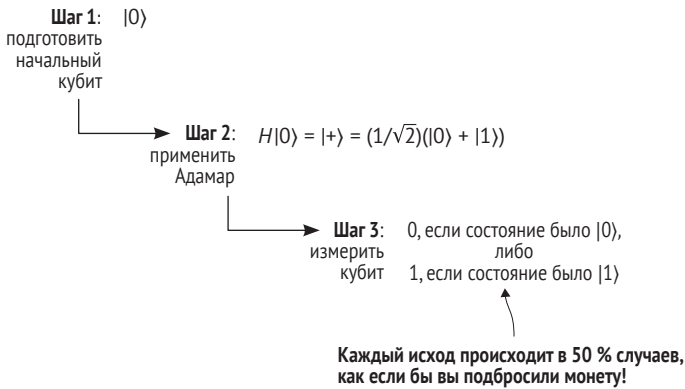 Шаг 1: |0⟩
подготовить
начальный
кубит
Шаг 2: H|0⟩ = |+⟩ = (1/√2)(|0⟩ + |1⟩)
применить
Адамар
Шаг 3: 0, если состояние было |0⟩,
измерить либо
кубит 1, если состояние было |1⟩
Каждый исход происходит в 50 % случаев,
как если бы вы подбросили монету!